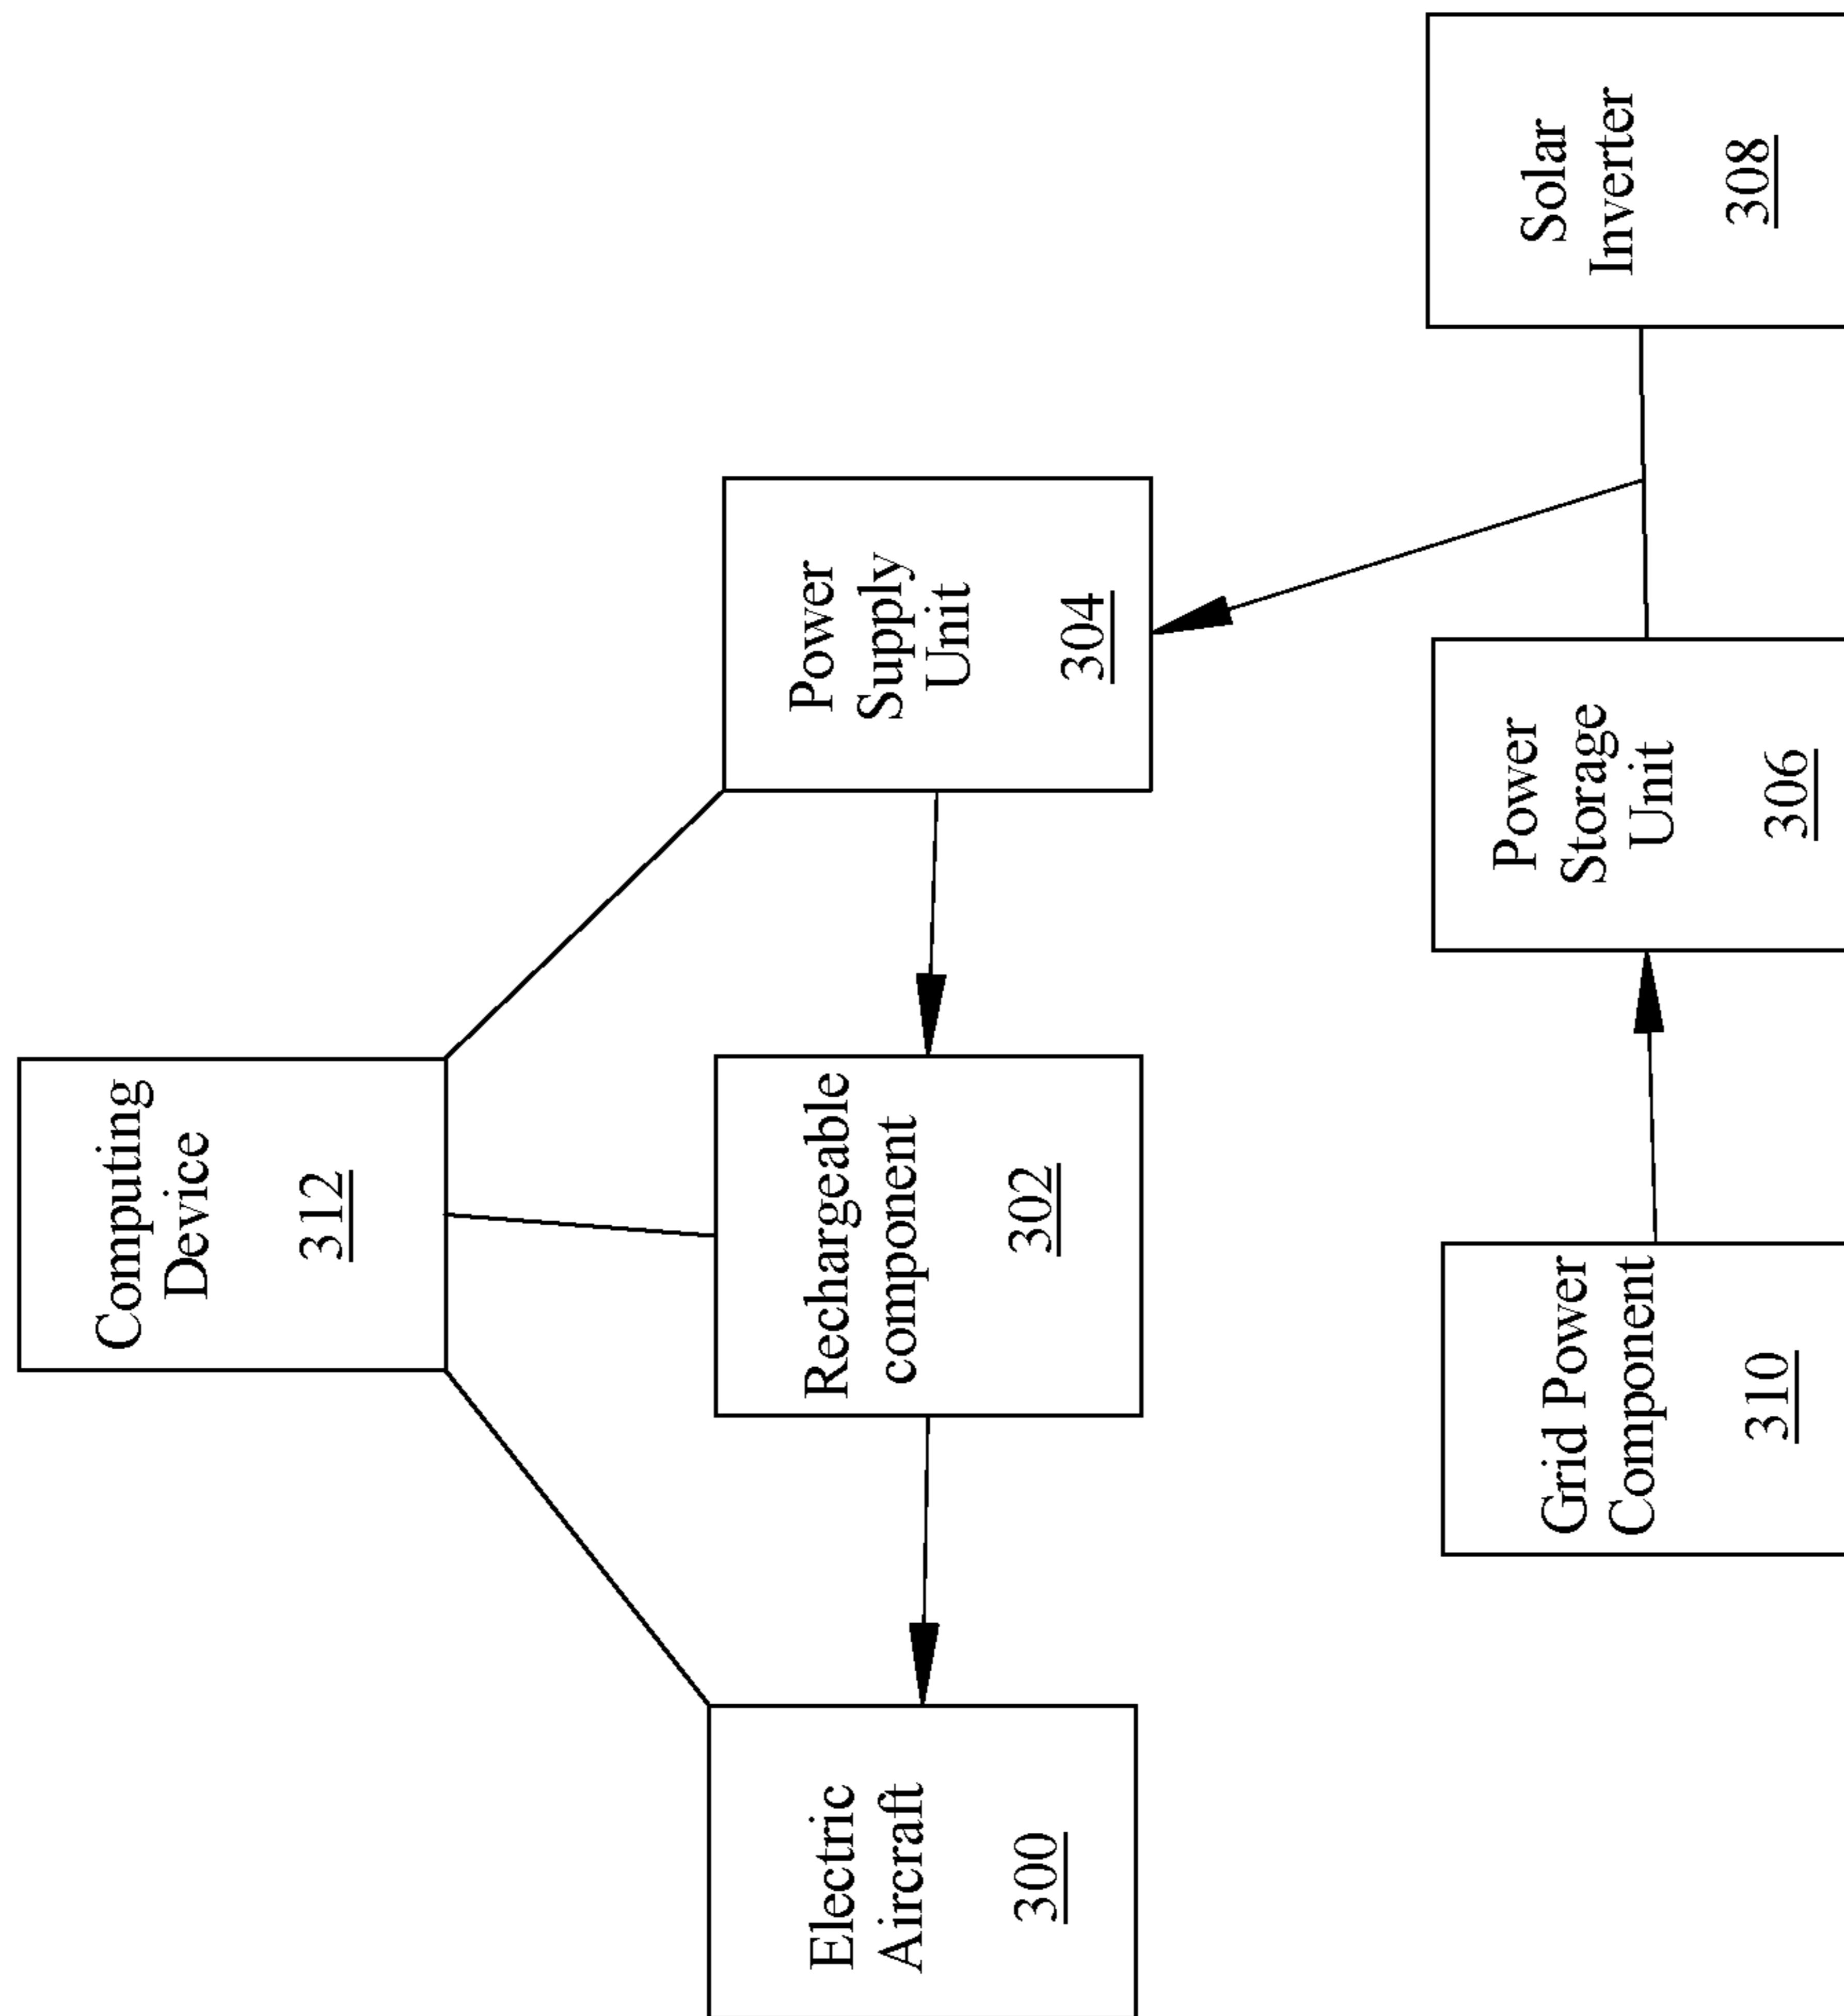 Computing
Device
312
Electric
Aircraft
300
Rechargeable
component
302
Power
Supply
Unit
304
Grid Power
Component
310
Power
Storage
Unit
306
Solar
Inverter
308